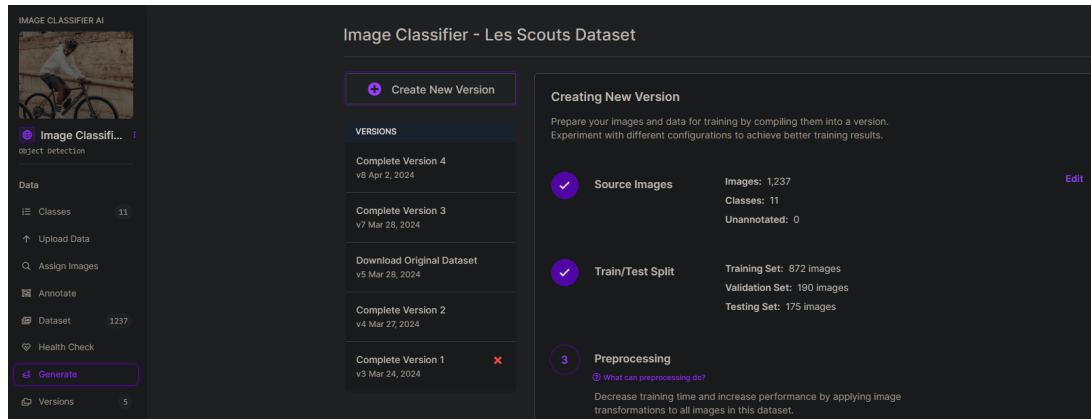 IMAGE CLASSIFIER AI
Image Classifi...
Object Detection
Data
Classes 11
Upload Data
Assign Images
Annotate
Dataset 1237
Health Check
Generate
Versions 5
Image Classifier - Les Scouts Dataset
Create New Version
VERSIONS
Complete Version 4
v8 Apr 2, 2024
Complete Version 3
v7 Mar 28, 2024
Download Original Dataset
v5 Mar 28, 2024
Complete Version 2
v4 Mar 27, 2024
Complete Version 1
v3 Mar 24, 2024
Creating New Version
Prepare your images and data for training by compiling them into a version.
Experiment with different configurations to achieve better training results.
Source Images
Images: 1,237
Classes: 11
Unannotated: 0
Edit
Train/Test Split
Training Set: 872 images
Validation Set: 190 images
Testing Set: 175 images
3 Preprocessing
What can preprocessing do?
Decrease training time and increase performance by applying image
transformations to all images in this dataset.